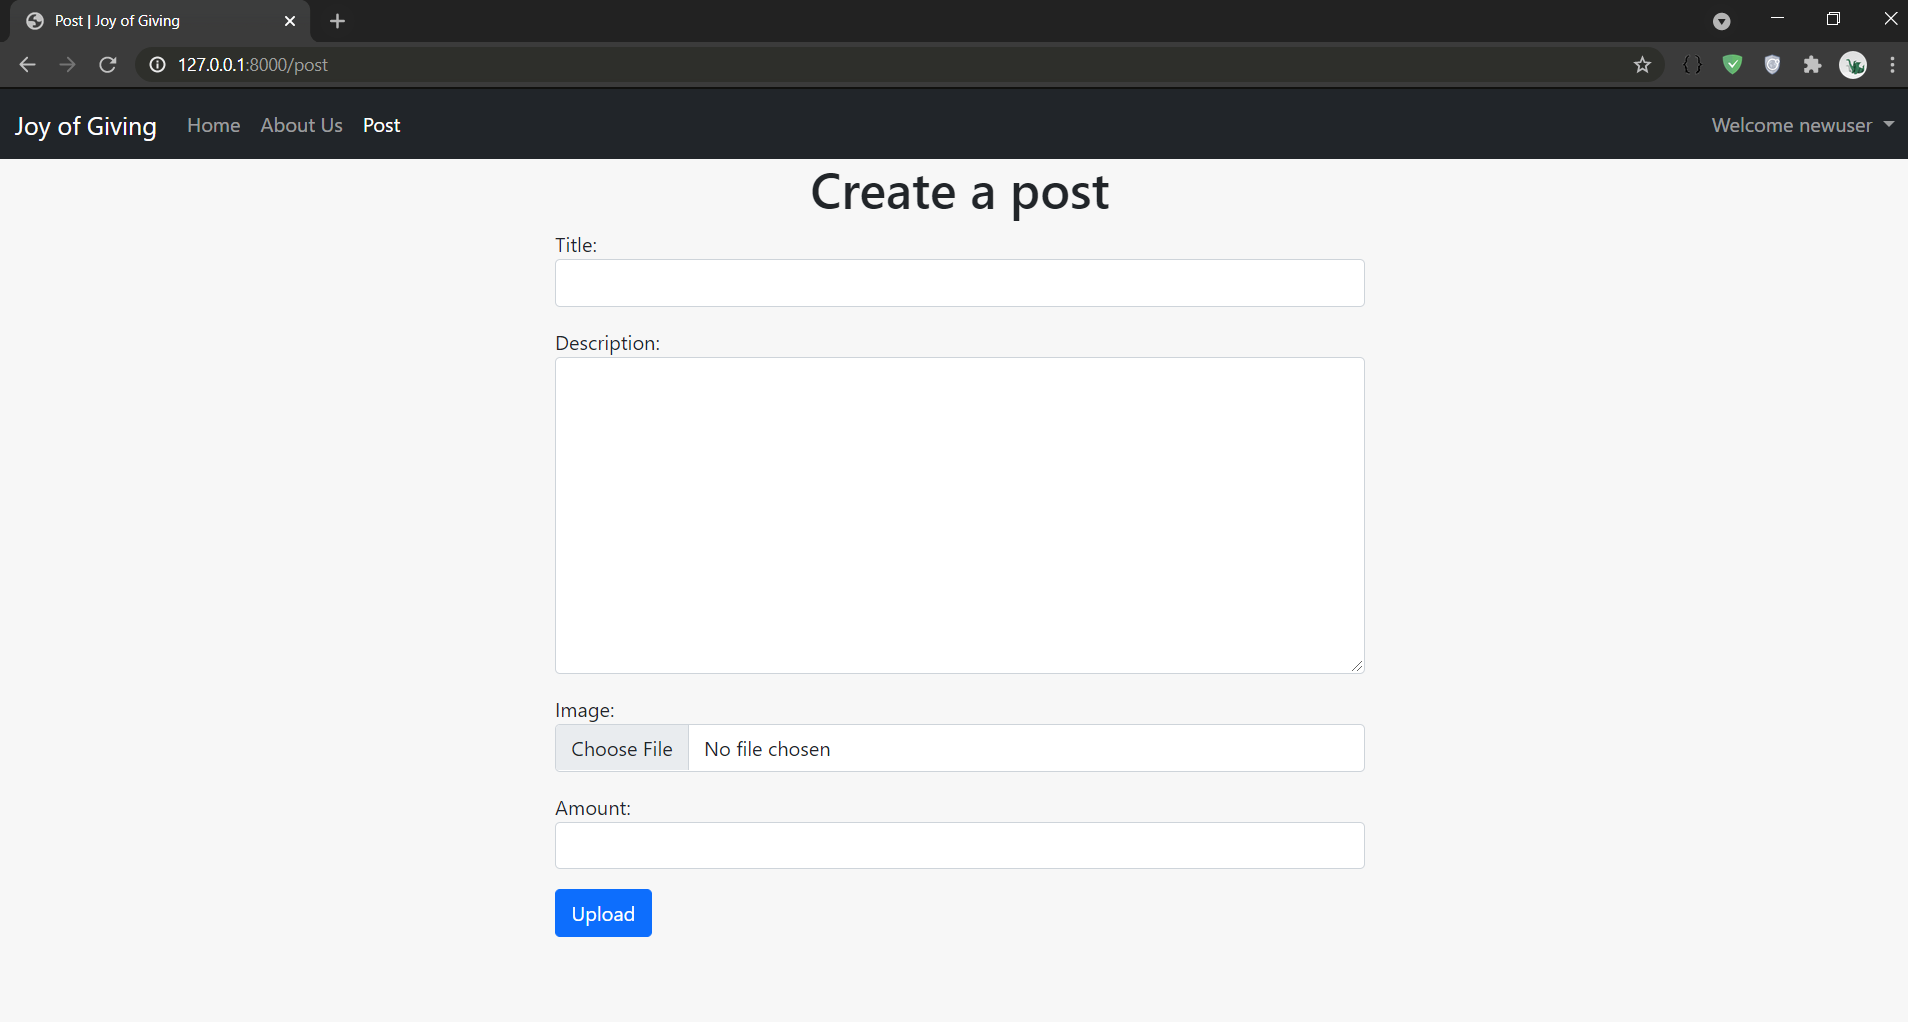 Post | Joy of Giving
127.0.0.1:8000/post
Joy of Giving Home About Us Post Welcome newuser
Create a post
Title:
Description:
Image:
Choose File No file chosen
Amount:
Upload